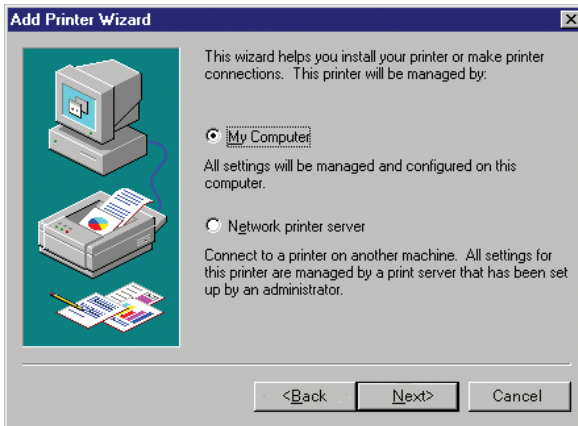 Add Printer Wizard
This wizard helps you install your printer or make printer
connections. This printer will be managed by:
My Computer
All settings will be managed and configured on this
computer.
Network printer server
Connect to a printer on another machine. All settings for
this printer are managed by a print server that has been set
up by an administrator.
<Back
Next>
Cancel